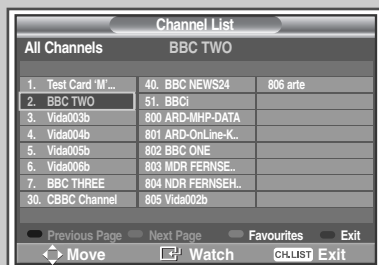 Channel List
All Channels BBC TWO
1. Test Card 'M'... 40. BBC NEWS24 806 arte
2. BBC TWO 51. BBCi
3. Vida003b 800 ARD-MHP-DATA
4. Vida004b 801 ARD-OnLine-K..
5. Vida005b 802 BBC ONE
6. Vida006b 803 MDR FERNSE..
7. BBC THREE 804 NDR FERNSEH..
30. CBBC Channel 805 Vida002b
Previous Page Next Page Favourites Exit
Move Watch CH.LIST Exit